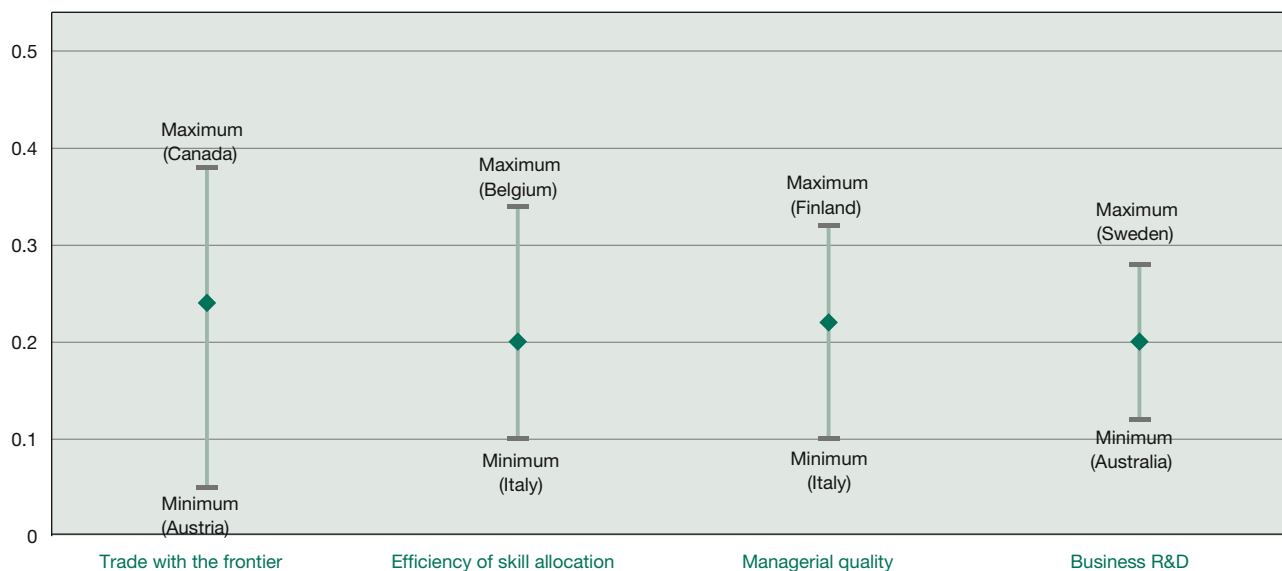 0.5
0.4
0.3
0.2
0.1
0
Maximum
(Canada)
Minimum
(Austria)
Maximum
(Belgium)
Minimum
(Italy)
Maximum
(Finland)
Minimum
(Italy)
Maximum
(Sweden)
Minimum
(Australia)
Trade with the frontier
Efficiency of skill allocation
Managerial quality
Business R&D